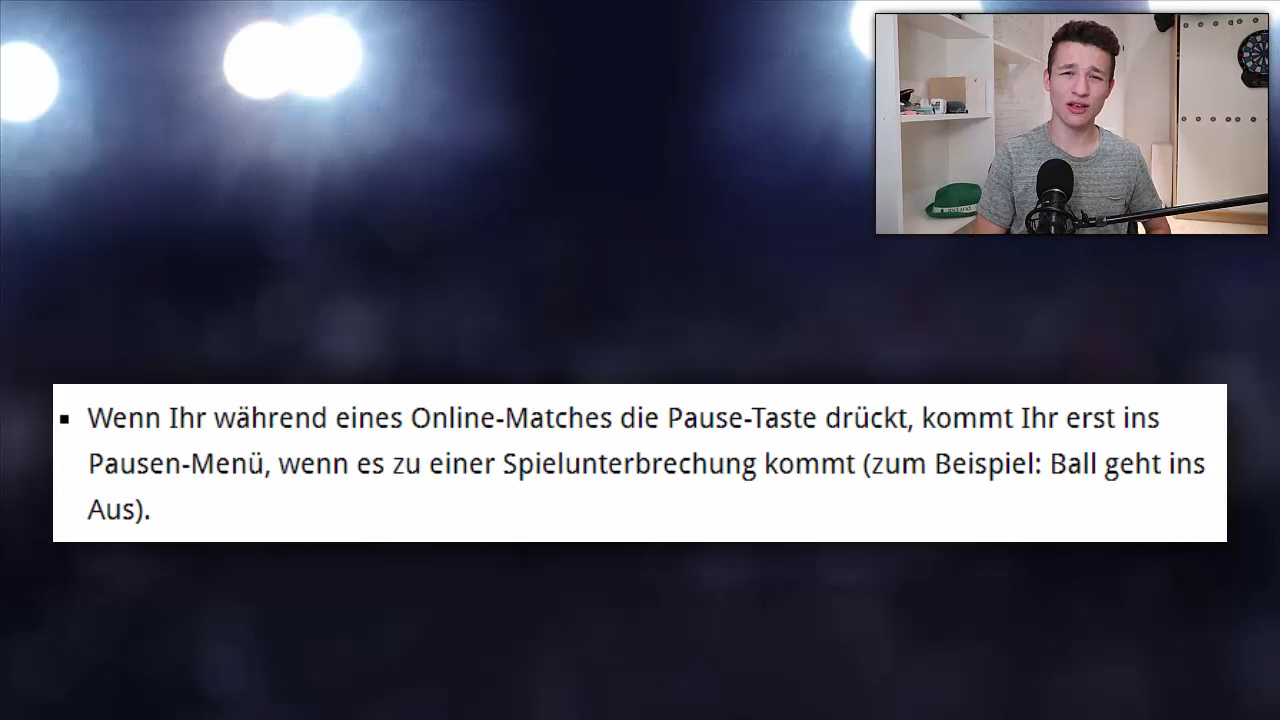 ▪ Wenn Ihr während eines Online-Matches die Pause-Taste drückt, kommt Ihr erst ins
Pausen-Menü, wenn es zu einer Spielunterbrechung kommt (zum Beispiel: Ball geht ins
Aus).